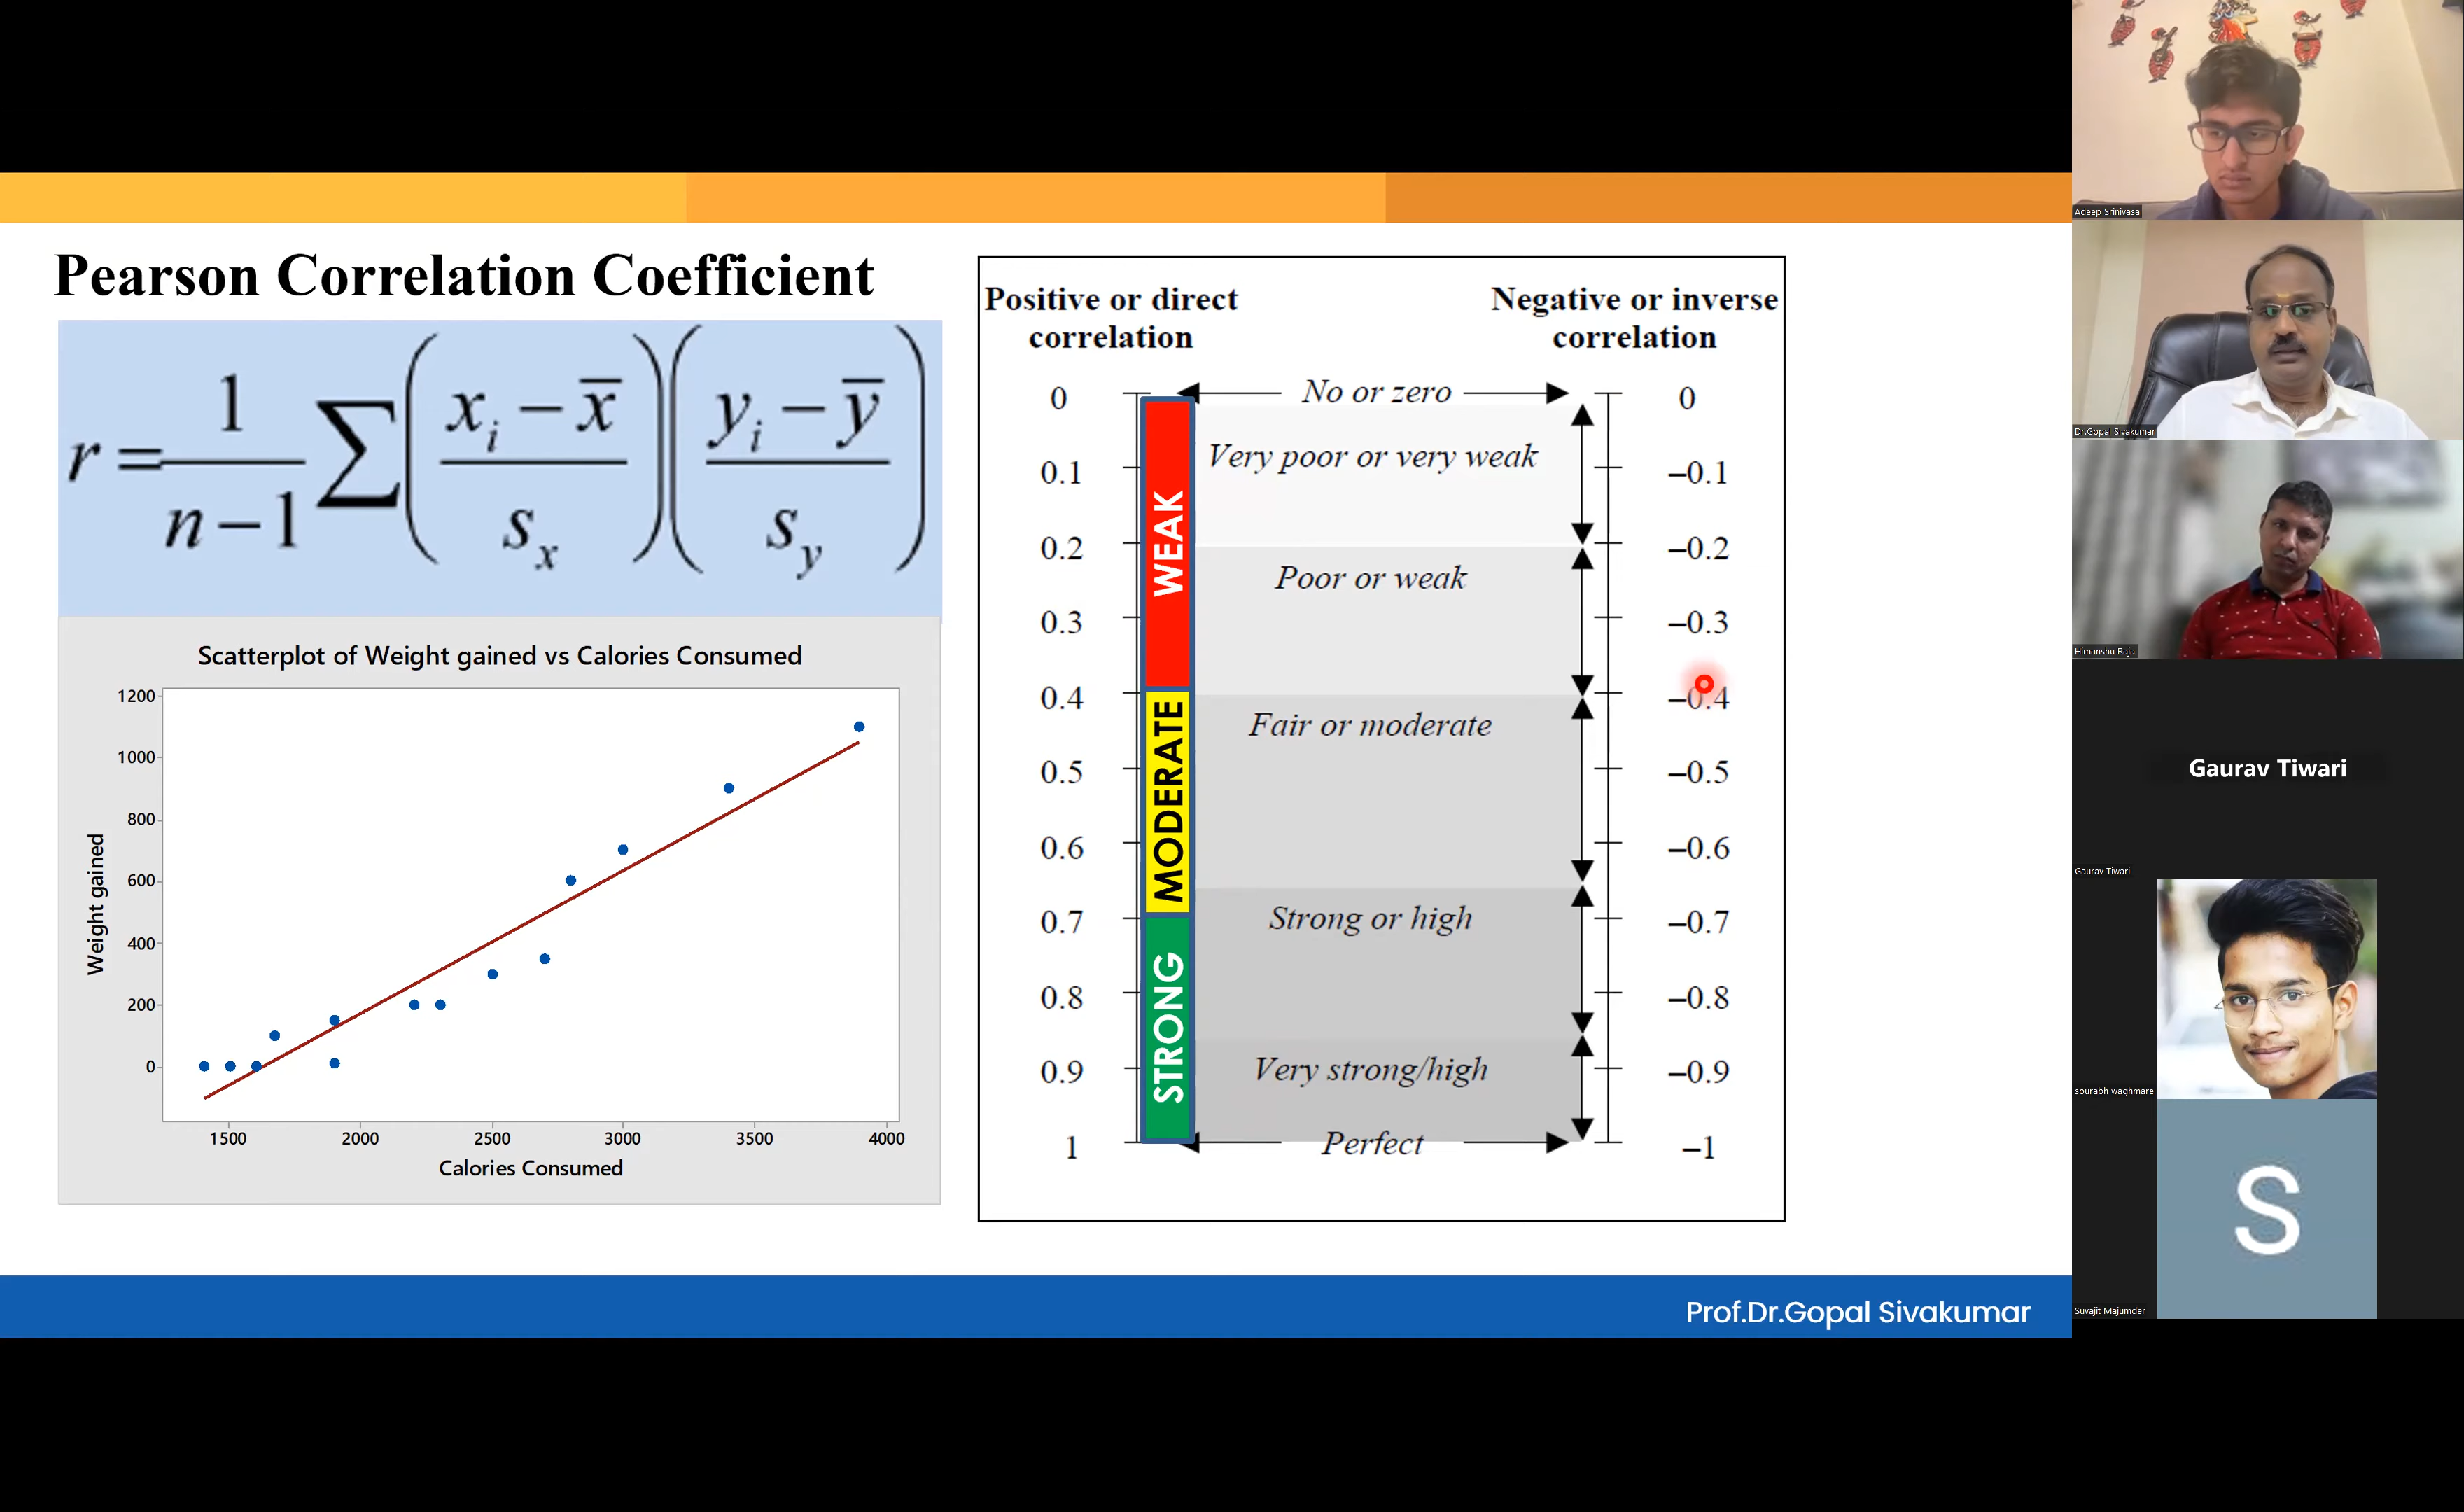 Pearson Correlation Coefficient
r = 1/(n−1) ∑ ((xᵢ − x̅)/sₓ) ((yᵢ − y̅)/s_y)
Scatterplot of Weight gained vs Calories Consumed
Weight gained
1200
1000
800
600
400
200
0
1500 2000 2500 3000 3500 4000
Calories Consumed
Positive or direct
correlation
Negative or inverse
correlation
0 No or zero 0
Very poor or very weak
0.1 –0.1
0.2 –0.2
Poor or weak
0.3 –0.3
0.4 –0.4
Fair or moderate
0.5 –0.5
0.6 –0.6
0.7 Strong or high –0.7
0.8 –0.8
0.9 Very strong/high –0.9
1 Perfect –1
WEAK
MODERATE
STRONG
Prof.Dr.Gopal Sivakumar
Adeep Srinivasa
Dr.Gopal Sivakumar
Himanshu Raja
Gaurav Tiwari
Gaurav Tiwari
sourabh waghmare
S
Suvajit Majumder